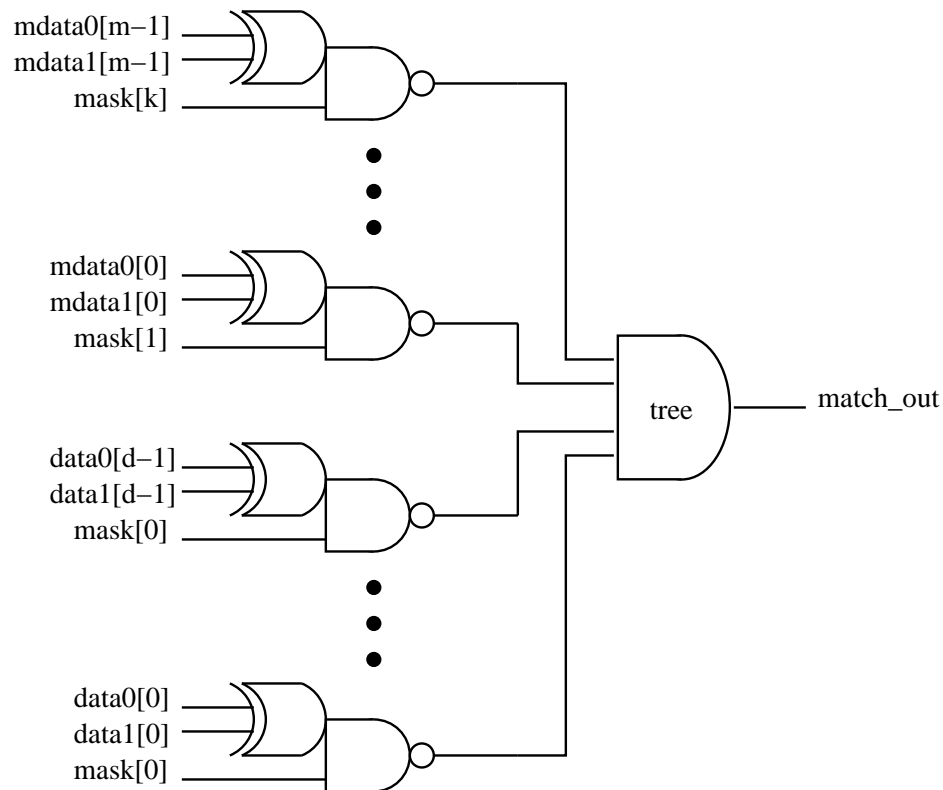 mdata0[m−1]
mdata1[m−1]
mask[k]
mdata0[0]
mdata1[0]
mask[1]
tree
match_out
data0[d−1]
data1[d−1]
mask[0]
data0[0]
data1[0]
mask[0]